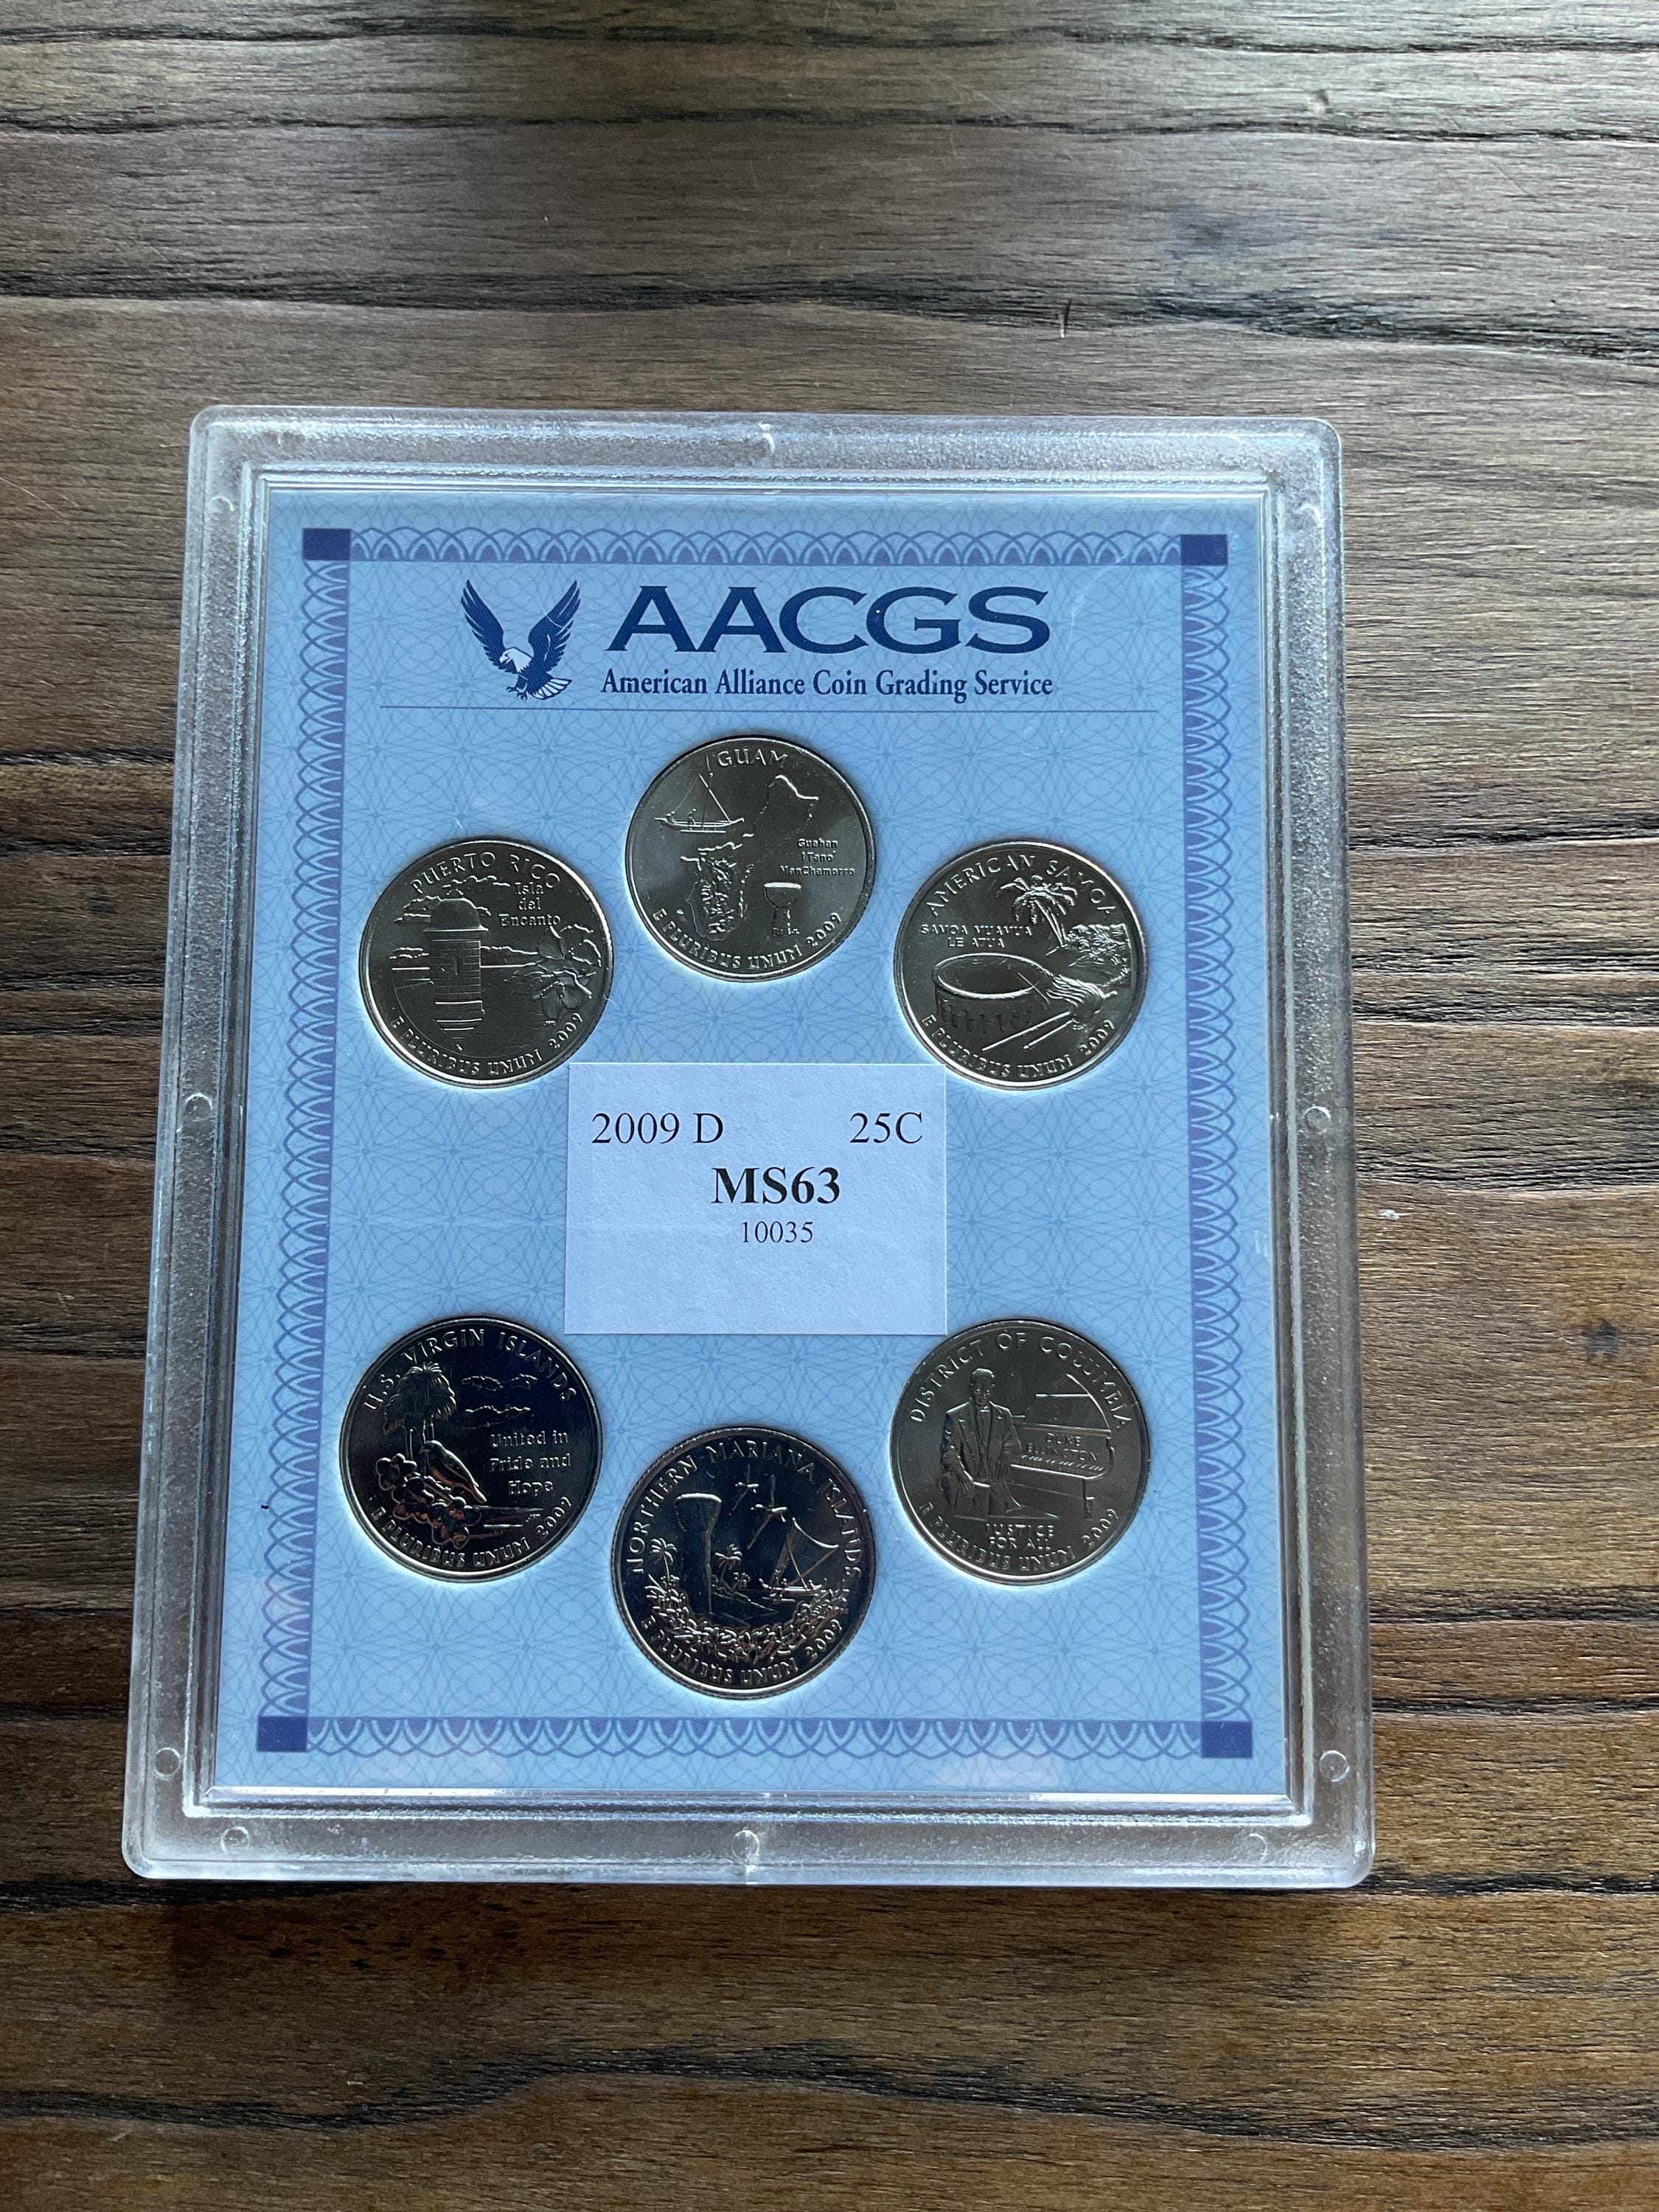 AACGS
American Alliance Coin Grading Service
GUAM
Guahan
I Tano'
ManChamorro
E PLURIBUS UNUM 2009
PUERTO RICO
Isla
del
Encanto
E PLURIBUS UNUM 2009
AMERICAN SAMOA
SAMOA MUAMUA
LE ATUA
E PLURIBUS UNUM 2009
2009 D 25C
MS63
10035
U.S. VIRGIN ISLANDS
United in
Pride and
Hope
E PLURIBUS UNUM 2009
NORTHERN MARIANA ISLANDS
E PLURIBUS UNUM 2009
DISTRICT OF COLUMBIA
DUKE
ELLINGTON
JUSTICE
FOR ALL
E PLURIBUS UNUM 2009